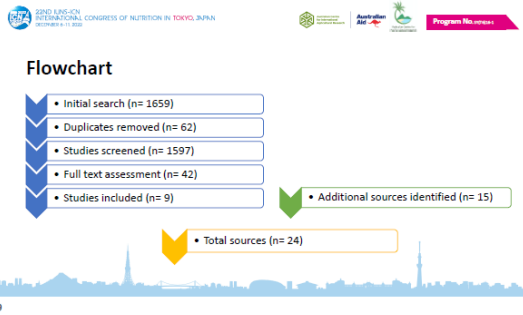 22ND IUNS-ICN
INTERNATIONAL CONGRESS OF NUTRITION IN TOKYO, JAPAN
DECEMBER 6-11, 2022
Australian
Aid
Program No.
Flowchart
• Initial search (n= 1659)
• Duplicates removed (n= 62)
• Studies screened (n= 1597)
• Full text assessment (n= 42)
• Studies included (n= 9)
• Additional sources identified (n= 15)
• Total sources (n= 24)